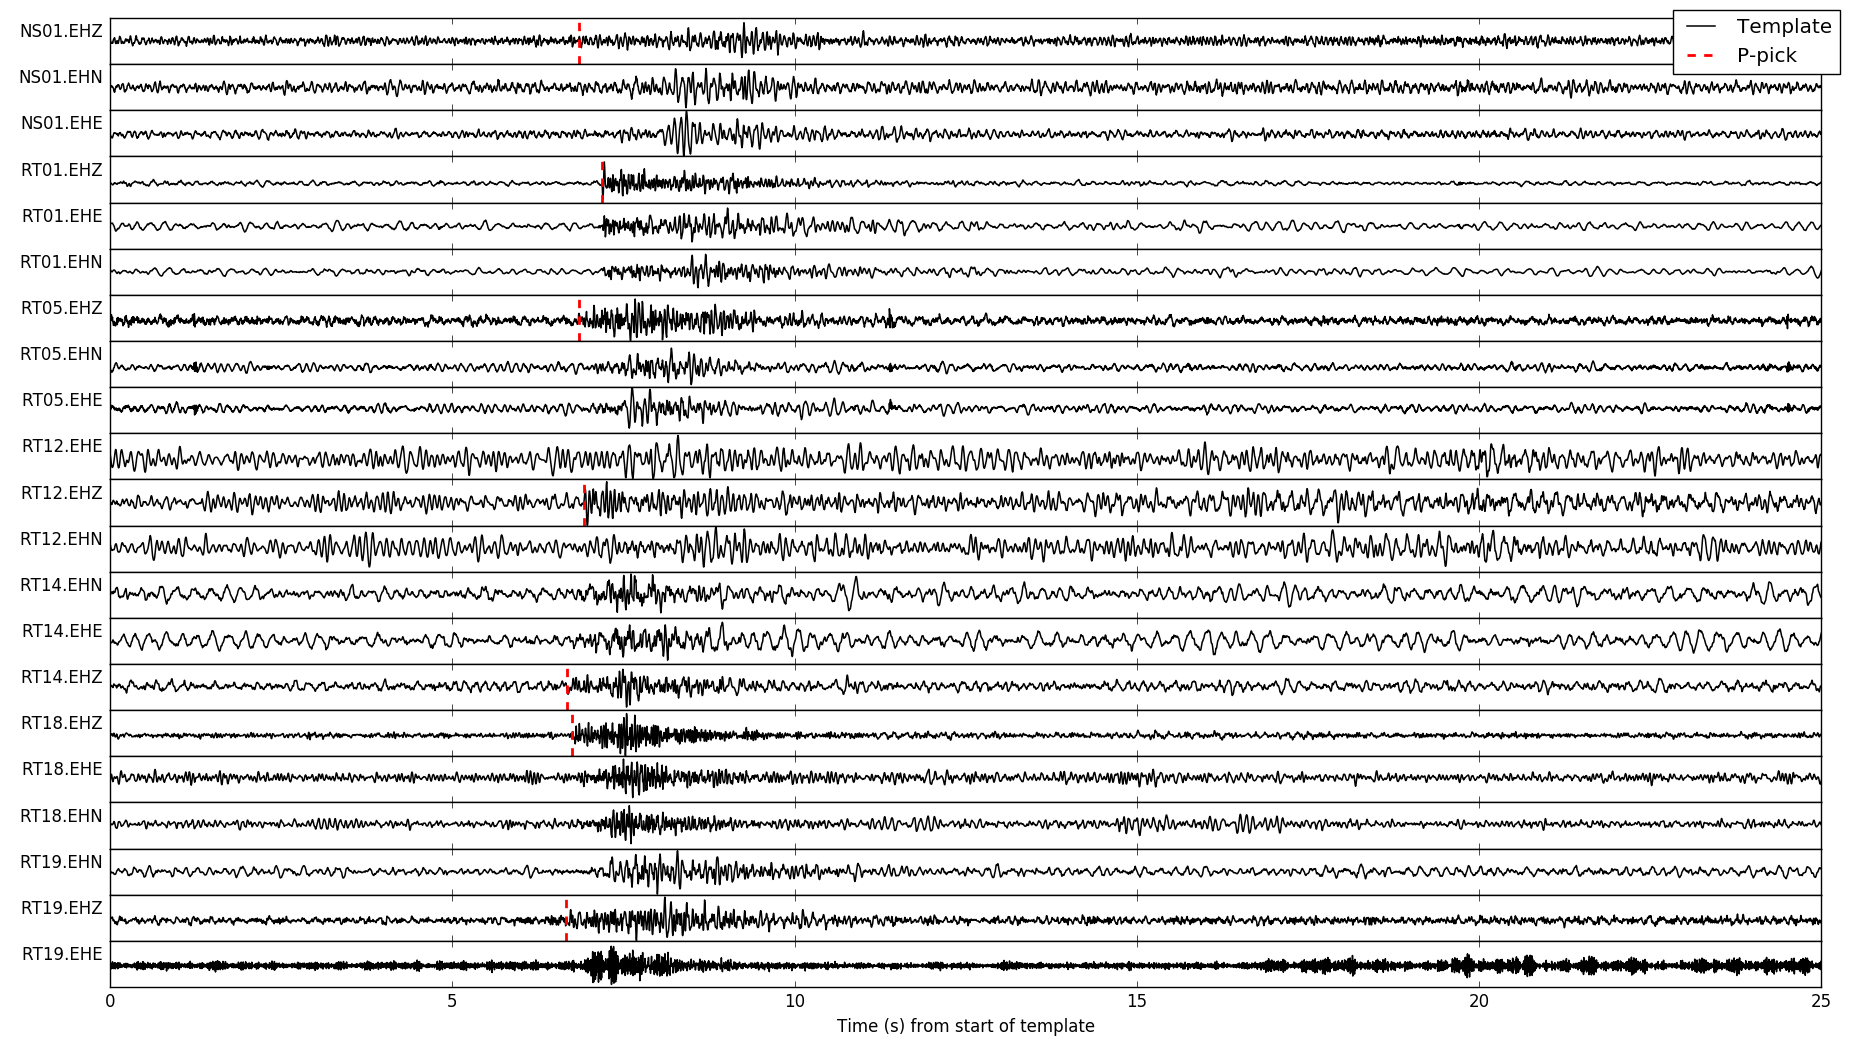 NS01.EHZ
Template
P-pick
NS01.EHN
NS01.EHE
RT01.EHZ
RT01.EHE
RT01.EHN
RT05.EHZ
RT05.EHN
RT05.EHE
RT12.EHE
RT12.EHZ
RT12.EHN
RT14.EHN
RT14.EHE
RT14.EHZ
RT18.EHZ
RT18.EHE
RT18.EHN
RT19.EHN
RT19.EHZ
RT19.EHE
0 5 10 15 20 25
Time (s) from start of template